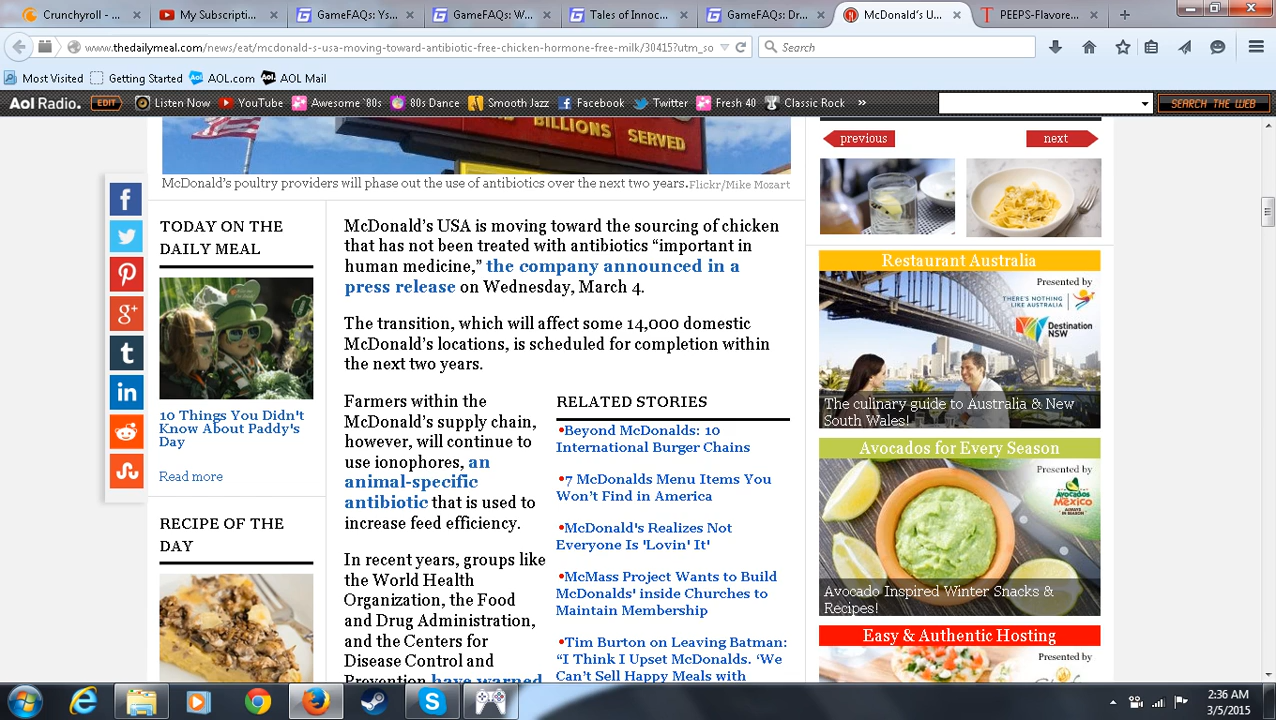 Crunchyroll - ...
My Subscripti...
GameFAQs: Ys...
GameFAQs: W...
Tales of Innoc...
GameFAQs: Dr...
McDonald's U...
PEEPS-Flavore...
www.thedailymeal.com/news/eat/mcdonald-s-usa-moving-toward-antibiotic-free-chicken-hormone-free-milk/30415?utm_so
Search
Most Visited
Getting Started
AOL.com
AOL Mail
Aol Radio.
EDIT
Listen Now
YouTube
Awesome '80s
80s Dance
Smooth Jazz
Facebook
Twitter
Fresh 40
Classic Rock
»
SEARCH THE WEB
BILLIONS
SERVED
McDonald's poultry providers will phase out the use of antibiotics over the next two years. Flickr/Mike Mozart
TODAY ON THE
DAILY MEAL
10 Things You Didn't
Know About Paddy's
Day
Read more
RECIPE OF THE
DAY
McDonald's USA is moving toward the sourcing of chicken
that has not been treated with antibiotics “important in
human medicine,” the company announced in a
press release on Wednesday, March 4.
The transition, which will affect some 14,000 domestic
McDonald's locations, is scheduled for completion within
the next two years.
Farmers within the
McDonald's supply chain,
however, will continue to
use ionophores, an
animal-specific
antibiotic that is used to
increase feed efficiency.
In recent years, groups like
the World Health
Organization, the Food
and Drug Administration,
and the Centers for
Disease Control and
Prevention have warned
RELATED STORIES
•Beyond McDonalds: 10
International Burger Chains
•7 McDonalds Menu Items You
Won't Find in America
•McDonald's Realizes Not
Everyone Is 'Lovin' It'
•McMass Project Wants to Build
McDonalds' inside Churches to
Maintain Membership
•Tim Burton on Leaving Batman:
“I Think I Upset McDonalds. ‘We
Can't Sell Happy Meals with
previous
next
Restaurant Australia
Presented by
THERE'S NOTHING
LIKE AUSTRALIA
Destination
NSW
The culinary guide to Australia & New
South Wales!
Avocados for Every Season
Presented by
Avocados
from
MEXICO
ALWAYS
IN SEASON
Avocado Inspired Winter Snacks &
Recipes!
Easy & Authentic Hosting
Presented by
2:36 AM
3/5/2015